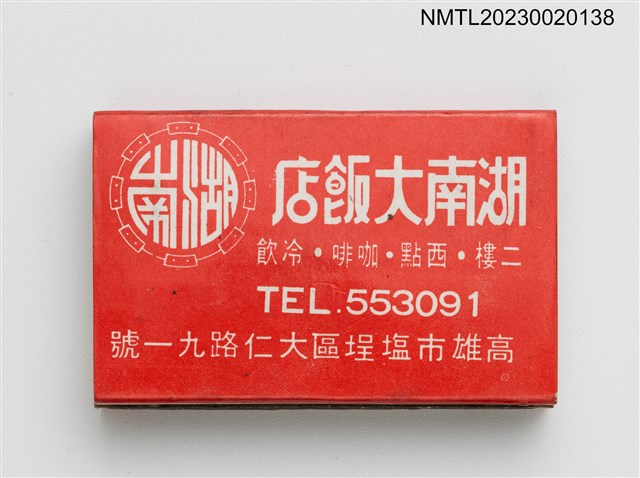 NMTL20230020138
湖南
湖南大飯店
二樓・西點・咖啡・冷飲
TEL.553091
高雄市塩埕區大仁路九一號